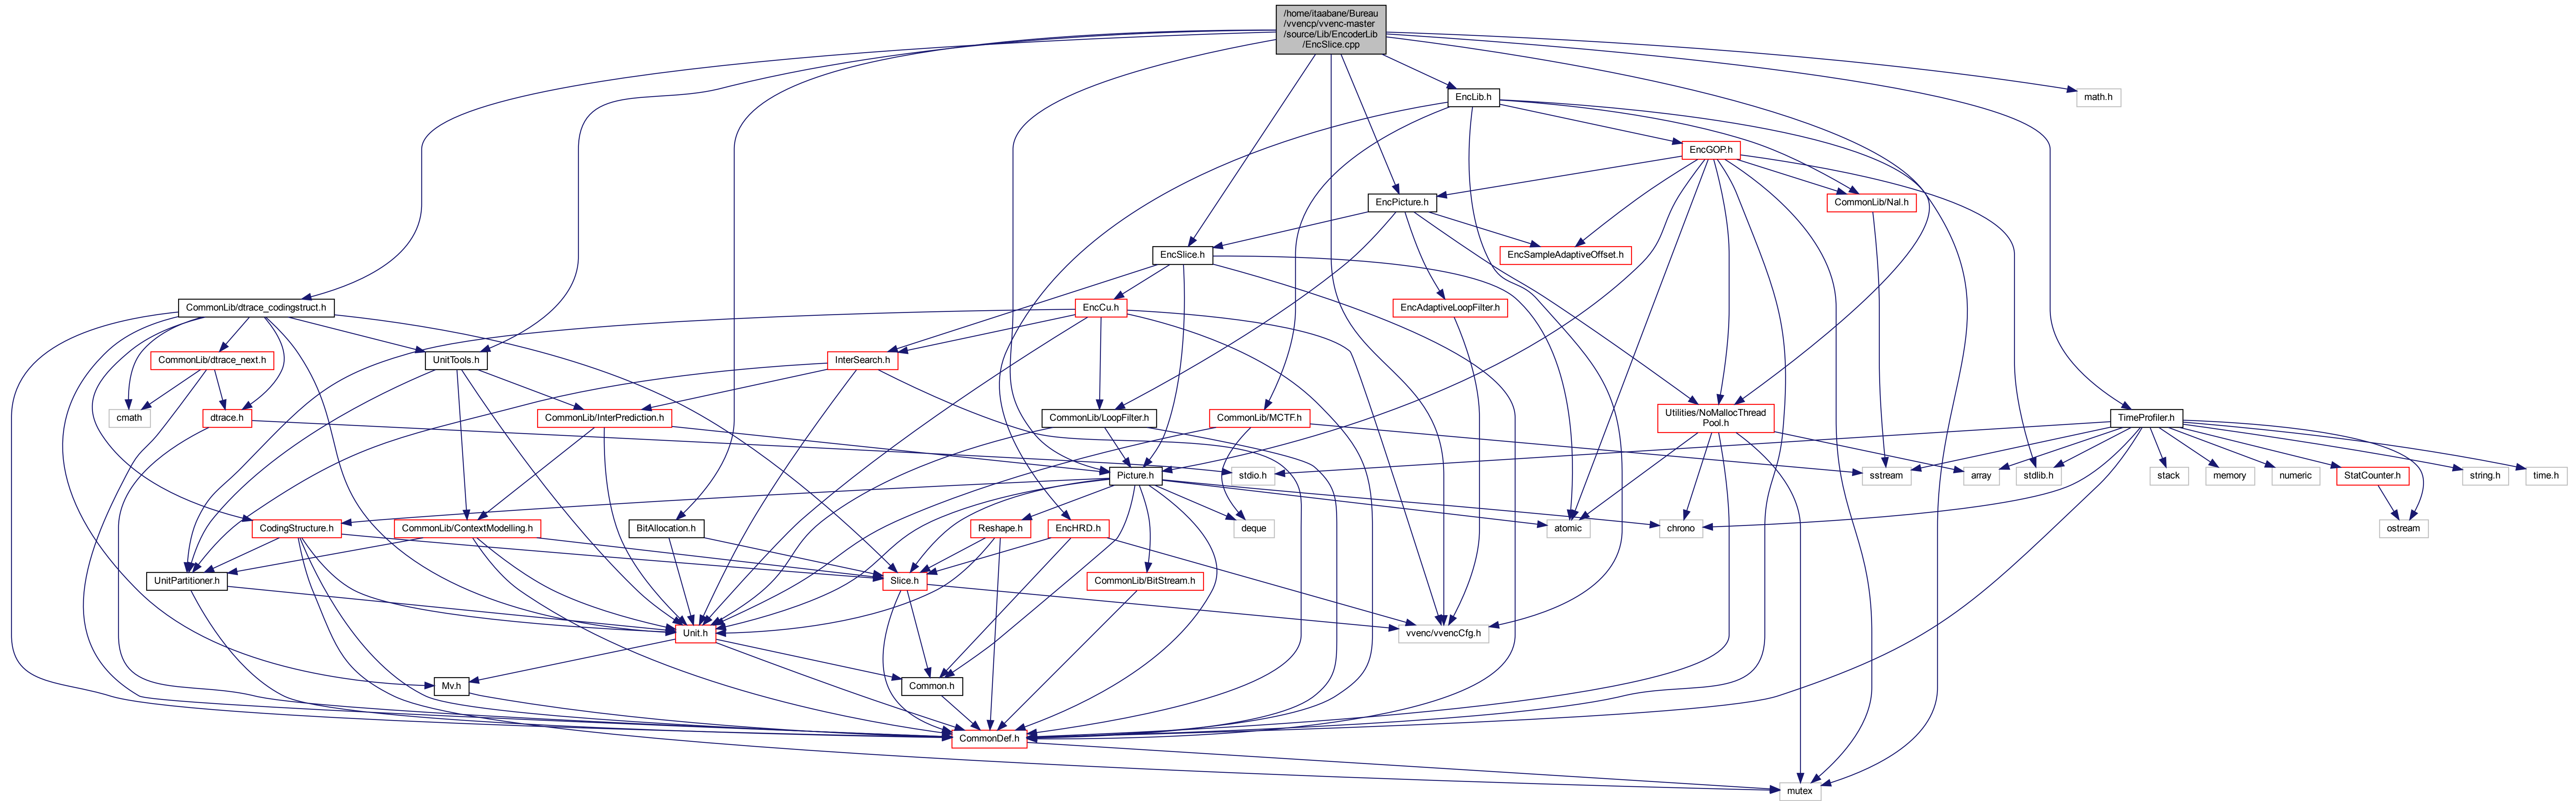 /home/itaabane/Bureau
/vvencp/vvenc-master
/source/Lib/EncoderLib
/EncSlice.cpp
EncLib.h
math.h
EncGOP.h
EncPicture.h
CommonLib/Nal.h
EncSlice.h
EncSampleAdaptiveOffset.h
CommonLib/dtrace_codingstruct.h
EncCu.h
EncAdaptiveLoopFilter.h
CommonLib/dtrace_next.h
UnitTools.h
InterSearch.h
cmath
dtrace.h
CommonLib/InterPrediction.h
CommonLib/LoopFilter.h
CommonLib/MCTF.h
Utilities/NoMallocThread
Pool.h
TimeProfiler.h
Picture.h
stdio.h
sstream
array
stdlib.h
stack
memory
numeric
StatCounter.h
string.h
time.h
CodingStructure.h
CommonLib/ContextModelling.h
BitAllocation.h
Reshape.h
EncHRD.h
deque
atomic
chrono
ostream
UnitPartitioner.h
Slice.h
CommonLib/BitStream.h
Unit.h
vvenc/vvencCfg.h
Mv.h
Common.h
CommonDef.h
mutex